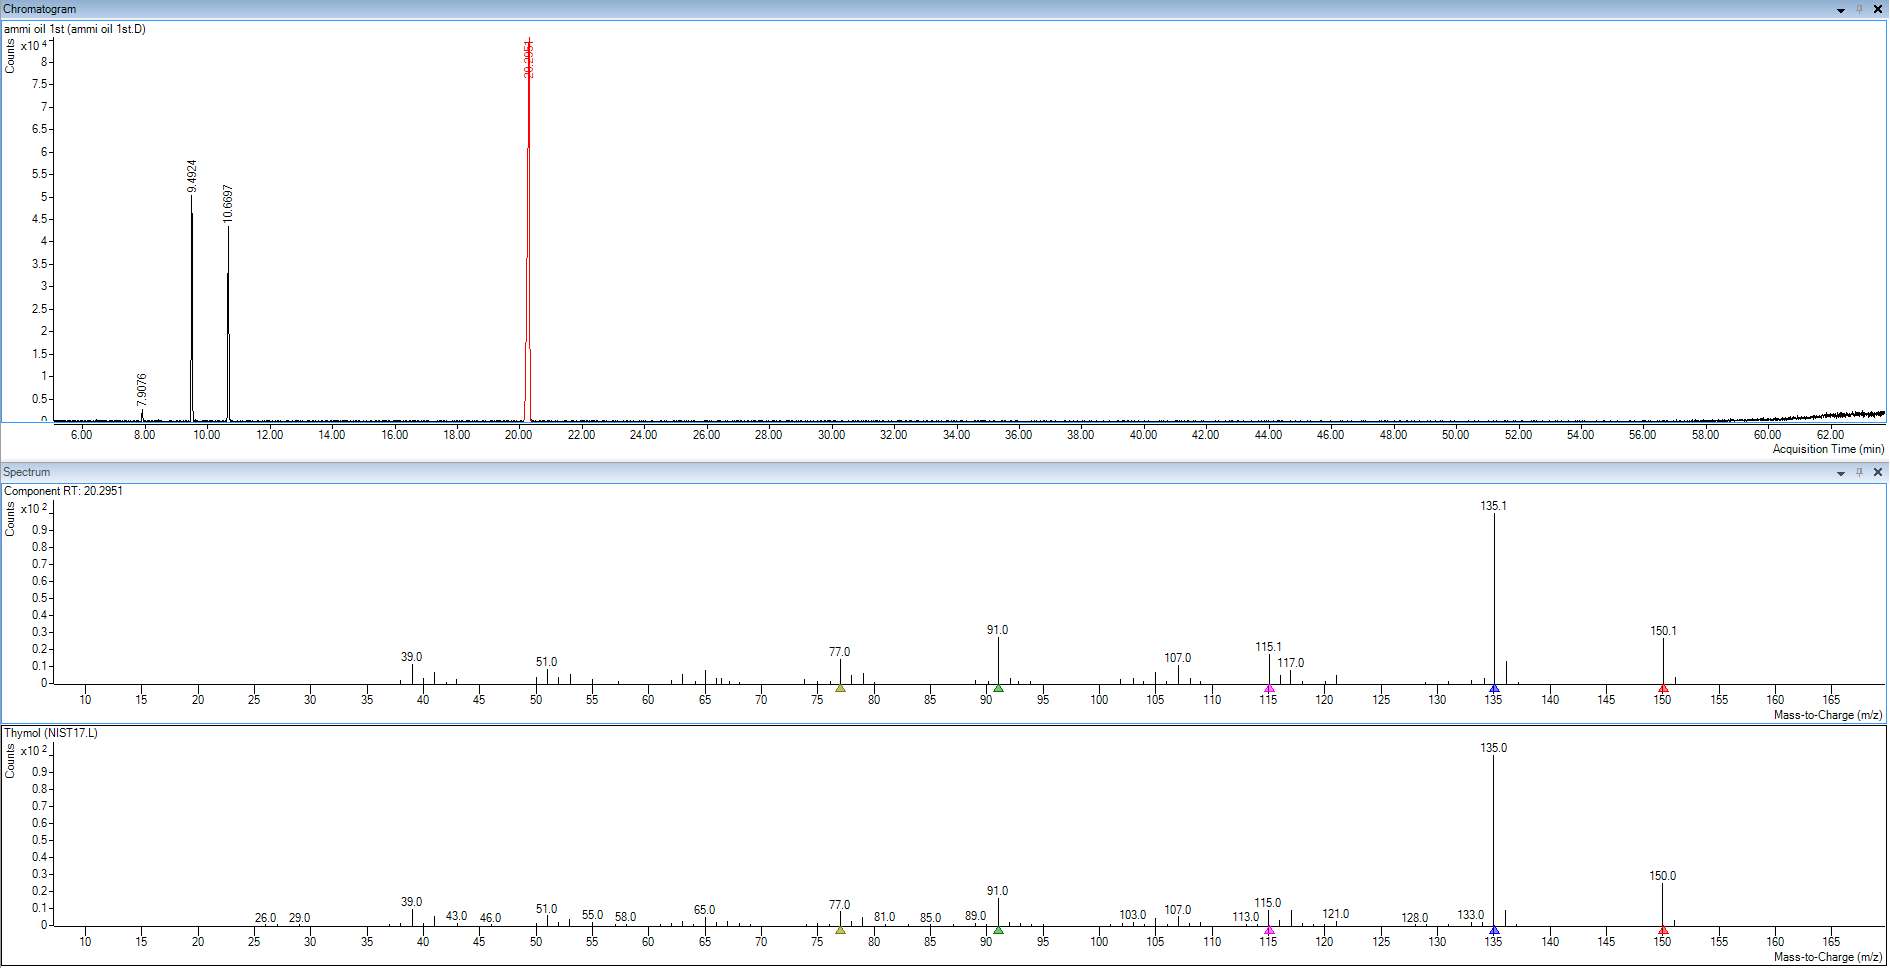 Chromatogram
ammi oil 1st (ammi oil 1st.D)
Counts
x10 4
8
7.5
7
6.5
6
5.5
5
4.5
4
3.5
3
2.5
2
1.5
1
0.5
0
7.9076
9.4924
10.6697
20.2951
6.00 8.00 10.00 12.00 14.00 16.00 18.00 20.00 22.00 24.00 26.00 28.00 30.00 32.00 34.00 36.00 38.00 40.00 42.00 44.00 46.00 48.00 50.00 52.00 54.00 56.00 58.00 60.00 62.00
Acquisition Time (min)
Spectrum
Component RT: 20.2951
Counts
x10 2
0.9
0.8
0.7
0.6
0.5
0.4
0.3
0.2
0.1
0
39.0 51.0 77.0 91.0 107.0 115.1 117.0 135.1 150.1
10 15 20 25 30 35 40 45 50 55 60 65 70 75 80 85 90 95 100 105 110 115 120 125 130 135 140 145 150 155 160 165
Mass-to-Charge (m/z)
Thymol (NIST17.L)
Counts
x10 2
0.9
0.8
0.7
0.6
0.5
0.4
0.3
0.2
0.1
0
26.0 29.0 39.0 43.0 46.0 51.0 55.0 58.0 65.0 77.0 81.0 85.0 89.0 91.0 103.0 107.0 113.0 115.0 121.0 128.0 133.0 135.0 150.0
10 15 20 25 30 35 40 45 50 55 60 65 70 75 80 85 90 95 100 105 110 115 120 125 130 135 140 145 150 155 160 165
Mass-to-Charge (m/z)